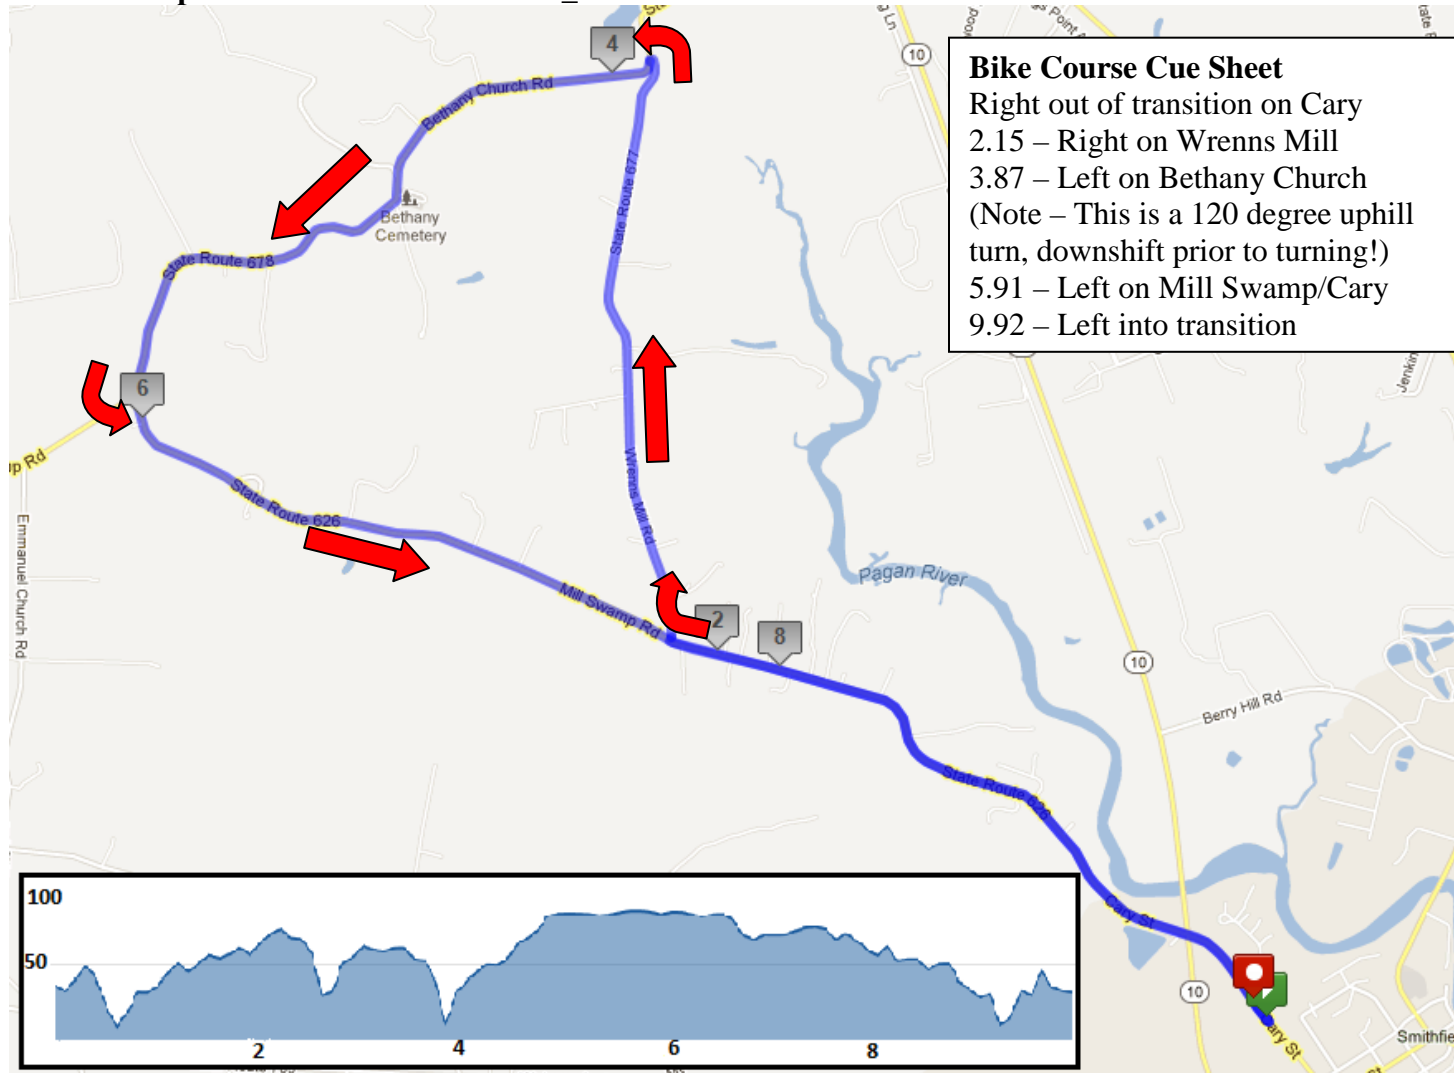 4
10
Bethany Church Rd
Bike Course Cue Sheet
Right out of transition on Cary
2.15 – Right on Wrenns Mill
3.87 – Left on Bethany Church
(Note – This is a 120 degree uphill
turn, downshift prior to turning!)
5.91 – Left on Mill Swamp/Cary
9.92 – Left into transition
State Route 677
Bethany
Cemetery
State Route 678
6
Wrenns Mill Rd
State Route 626
Emmanuel Church Rd
Pagan River
Mill Swamp Rd
2
8
10
Berry Hill Rd
State Route 626
Cary St
10
Cary St
Smithfie
100
50
2
4
6
8